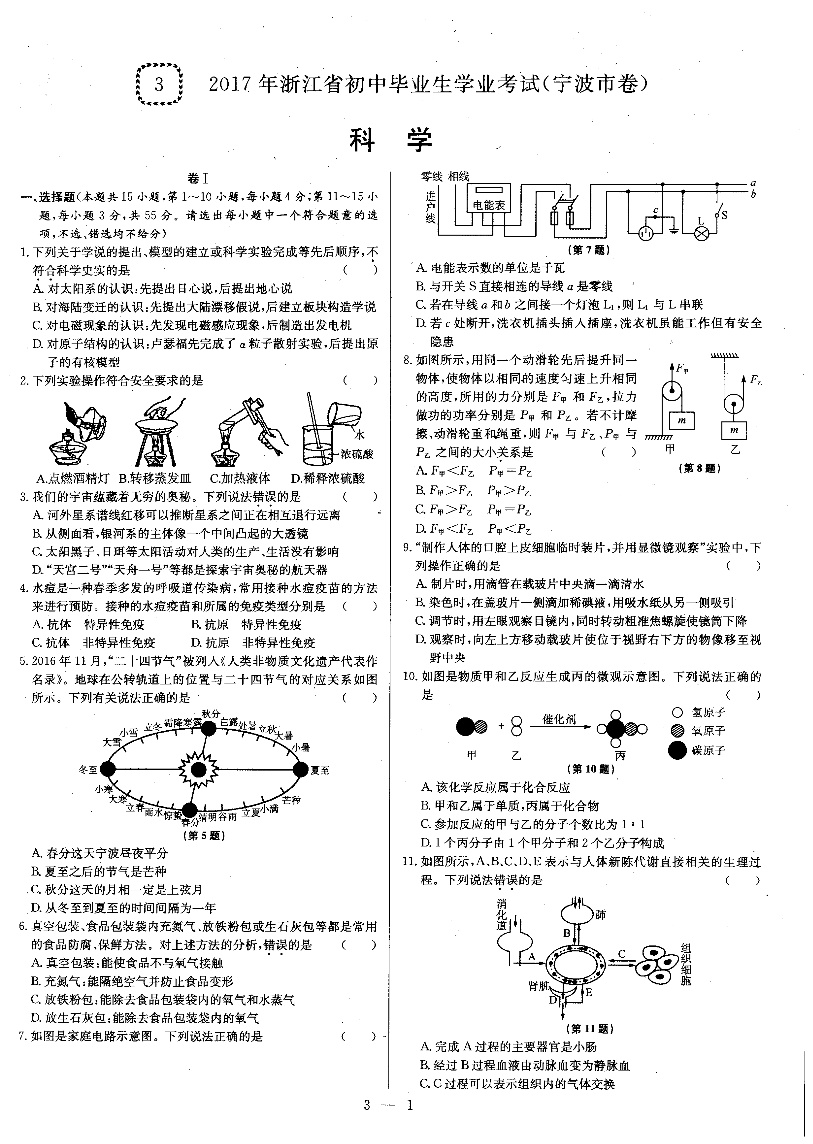 3
2017年浙江省初中毕业生学业考试(宁波市卷)
科 学
卷Ⅰ
一、选择题(本题共15小题,第1~10小题,每小题4分;第11~15小
题,每小题3分,共55分。请选出每小题中一个符合题意的选
项,不选、错选均不给分)
1.下列关于学说的提出、模型的建立或科学实验完成等先后顺序,不
符合科学史实的是 ( )
A.对太阳系的认识:先提出日心说,后提出地心说
B.对海陆变迁的认识:先提出大陆漂移假说,后建立板块构造学说
C.对电磁现象的认识:先发现电磁感应现象,后制造出发电机
D.对原子结构的认识:卢瑟福先完成了α粒子散射实验,后提出原
子的有核模型
2.下列实验操作符合安全要求的是 ( )
水
浓硫酸
A.点燃酒精灯 B.转移蒸发皿 C.加热液体 D.稀释浓硫酸
3.我们的宇宙蕴藏着无穷的奥秘。下列说法错误的是 ( )
A.河外星系谱线红移可以推断星系之间正在相互退行远离
B.从侧面看,银河系的主体像一个中间凸起的大透镜
C.太阳黑子、日珥等太阳活动对人类的生产、生活没有影响
D.“天宫二号”“天舟一号”等都是探索宇宙奥秘的航天器
4.水痘是一种春季多发的呼吸道传染病,常用接种水痘疫苗的方法
来进行预防。接种的水痘疫苗和所属的免疫类型分别是 ( )
A.抗体 特异性免疫 B.抗原 特异性免疫
C.抗体 非特异性免疫 D.抗原 非特异性免疫
5.2016年11月,“二十四节气”被列入《人类非物质文化遗产代表作
名录》。地球在公转轨道上的位置与二十四节气的对应关系如图
所示。下列有关说法正确的是 ( )
大雪 小雪 立冬 霜降 寒露 秋分 白露 处暑 立秋 大暑 小暑
冬至 夏至
小寒 大寒 立春 雨水 惊蛰 春分 清明 谷雨 立夏 小满 芒种
(第5题)
A.春分这天宁波昼夜平分
B.夏至之后的节气是芒种
C.秋分这天的月相一定是上弦月
D.从冬至到夏至的时间间隔为一年
6.真空包装、食品包装袋内充氮气、放铁粉包或生石灰包等都是常用
的食品防腐、保鲜方法。对上述方法的分析,错误的是 ( )
A.真空包装:能使食品不与氧气接触
B.充氮气:能隔绝空气并防止食品变形
C.放铁粉包:能除去食品包装袋内的氧气和水蒸气
D.放生石灰包:能除去食品包装袋内的氧气
7.如图是家庭电路示意图。下列说法正确的是 ( )
零线 相线
进户线
电能表
a
b
c
L
S
(第7题)
A.电能表示数的单位是千瓦
B.与开关S直接相连的导线a是零线
C.若在导线a和b之间接一个灯泡L₁,则L₁与L串联
D.若c处断开,洗衣机插头插入插座,洗衣机虽能工作但有安全
隐患
8.如图所示,用同一个动滑轮先后提升同一
物体,使物体以相同的速度匀速上升相同
的高度,所用的力分别是F甲和F乙,拉力
做功的功率分别是P甲和P乙。若不计摩
擦、动滑轮重和绳重,则F甲与F乙、P甲与
P乙之间的大小关系是 ( )
F甲
F乙
m
m
甲 乙
(第8题)
A.F甲<F乙 P甲=P乙
B.F甲>F乙 P甲>P乙
C.F甲>F乙 P甲=P乙
D.F甲<F乙 P甲<P乙
9.“制作人体的口腔上皮细胞临时装片,并用显微镜观察”实验中,下
列操作正确的是 ( )
A.制片时,用滴管在载玻片中央滴一滴清水
B.染色时,在盖玻片一侧滴加稀碘液,用吸水纸从另一侧吸引
C.调节时,用左眼观察目镜内,同时转动粗准焦螺旋使镜筒下降
D.观察时,向左上方移动载玻片使位于视野右下方的物像移至视
野中央
10.如图是物质甲和乙反应生成丙的微观示意图。下列说法正确的
是 ( )
+ 催化剂
甲 乙 丙
氢原子
氧原子
碳原子
(第10题)
A.该化学反应属于化合反应
B.甲和乙属于单质,丙属于化合物
C.参加反应的甲与乙的分子个数比为1∶1
D.1个丙分子由1个甲分子和2个乙分子构成
11.如图所示,A、B、C、D、E表示与人体新陈代谢直接相关的生理过
程。下列说法错误的是 ( )
消化道
肺
B
A
C
组织细胞
肾脏
D
E
(第11题)
A.完成A过程的主要器官是小肠
B.经过B过程血液由动脉血变为静脉血
C.C过程可以表示组织内的气体交换
3 — 1